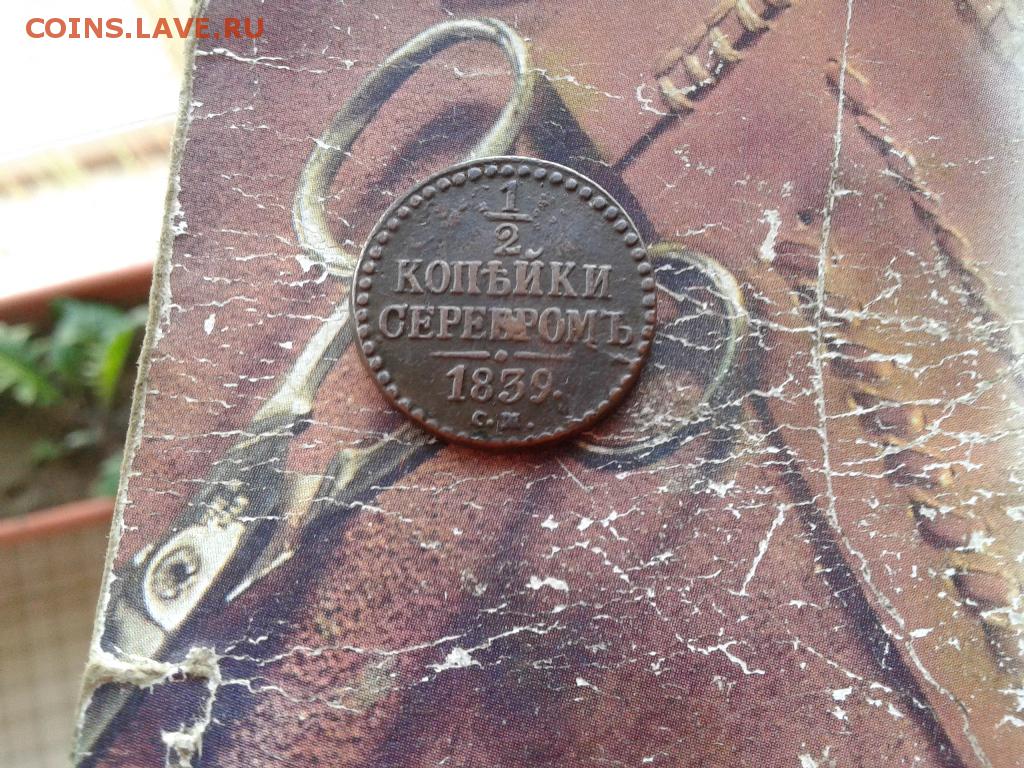 COINS.LAVE.RU
1
2
КОПѢЙКИ
СЕРЕБРОМЪ
1839.
С.М.